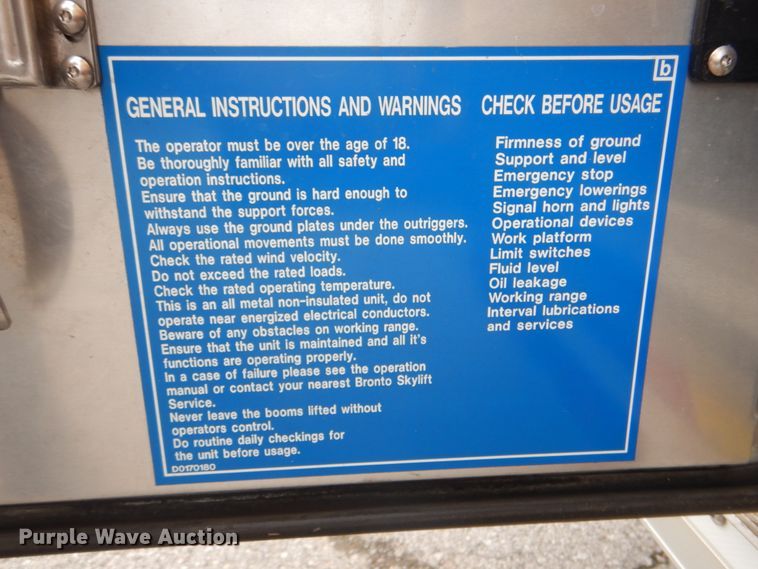 b
GENERAL INSTRUCTIONS AND WARNINGS
The operator must be over the age of 18.
Be thoroughly familiar with all safety and
operation instructions.
Ensure that the ground is hard enough to
withstand the support forces.
Always use the ground plates under the outriggers.
All operational movements must be done smoothly.
Check the rated wind velocity.
Do not exceed the rated loads.
Check the rated operating temperature.
This is an all metal non-insulated unit, do not
operate near energized electrical conductors.
Beware of any obstacles on working range.
Ensure that the unit is maintained and all it's
functions are operating properly.
In a case of failure please see the operation
manual or contact your nearest Bronto Skylift
Service.
Never leave the booms lifted without
operators control.
Do routine daily checkings for
the unit before usage.
D0170180
CHECK BEFORE USAGE
Firmness of ground
Support and level
Emergency stop
Emergency lowerings
Signal horn and lights
Operational devices
Work platform
Limit switches
Fluid level
Oil leakage
Working range
Interval lubrications
and services
Purple Wave Auction